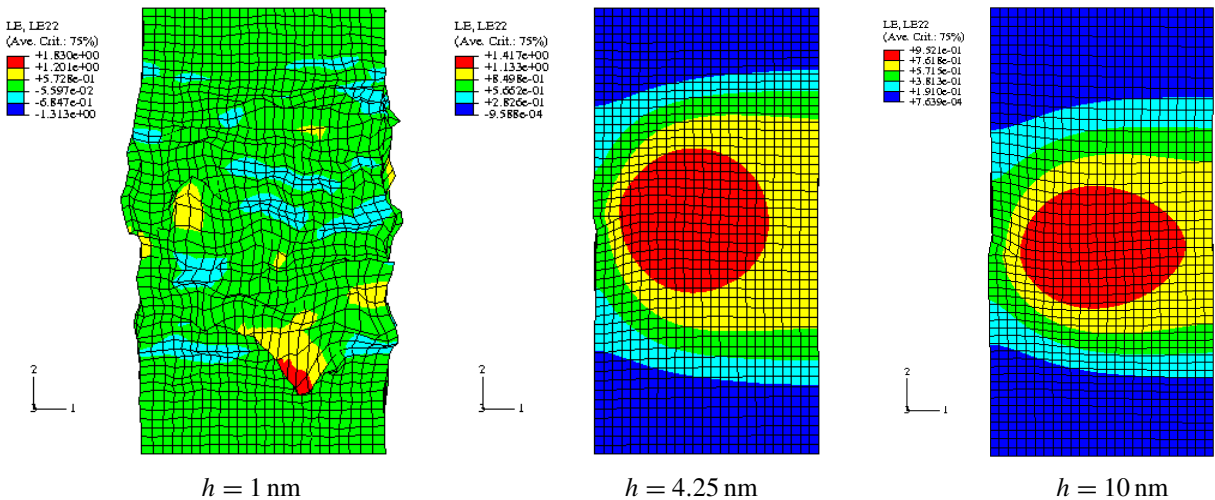 LE, LE22
(Ave. Crit.: 75%)
+1.830e+00
+1.201e+00
+5.728e-01
-5.597e-02
-6.847e-01
-1.313e+00
2
3 1
h = 1 nm
LE, LE22
(Ave. Crit.: 75%)
+1.417e+00
+1.133e+00
+8.498e-01
+5.662e-01
+2.826e-01
-9.588e-04
2
3 1
h = 4.25 nm
LE, LE22
(Ave. Crit.: 75%)
+9.521e-01
+7.618e-01
+5.715e-01
+3.813e-01
+1.910e-01
+7.639e-04
2
3 1
h = 10 nm